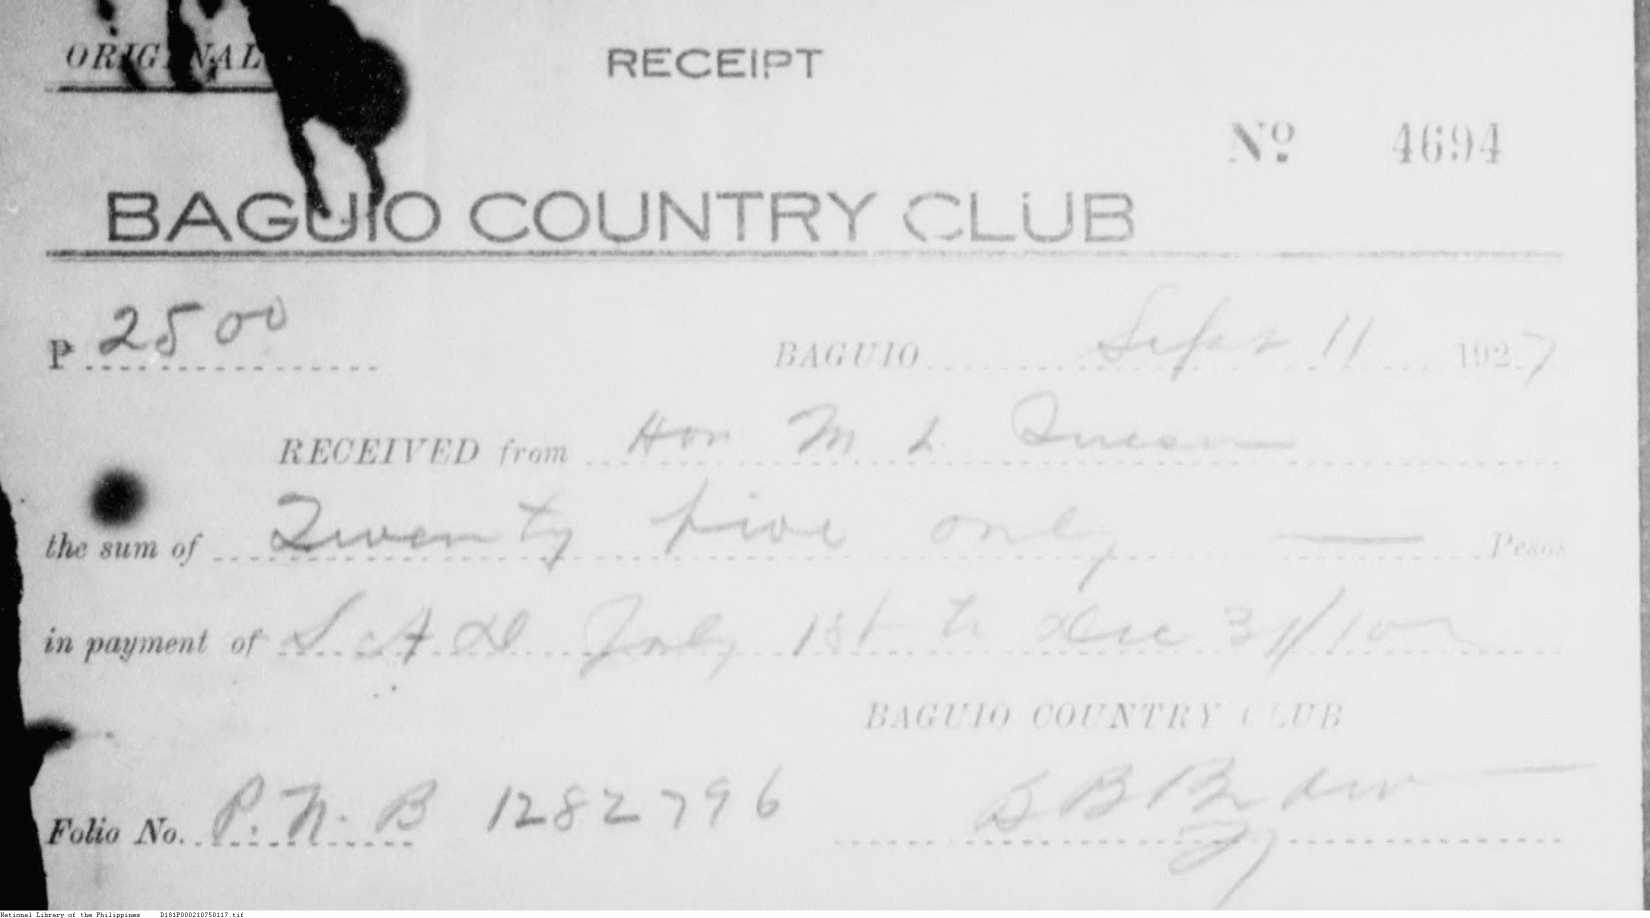 ORIGINAL
RECEIPT
No 4694
BAGUIO COUNTRY CLUB
P 25 00
BAGUIO Sept 11 1927
RECEIVED from Hon M L Quezon
the sum of Twenty five only — Pesos
in payment of July 1st to Dec 31/
BAGUIO COUNTRY CLUB
Folio No. P. N. B 1282796
National Library of the Philippines D181P000210750117.tif